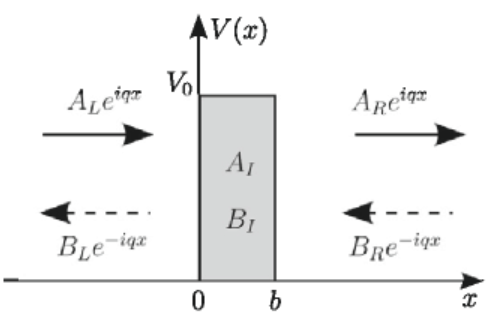 V(x)
V₀
A_L e^{iqx}
A_R e^{iqx}
A_I
B_I
B_L e^{-iqx}
B_R e^{-iqx}
0
b
x